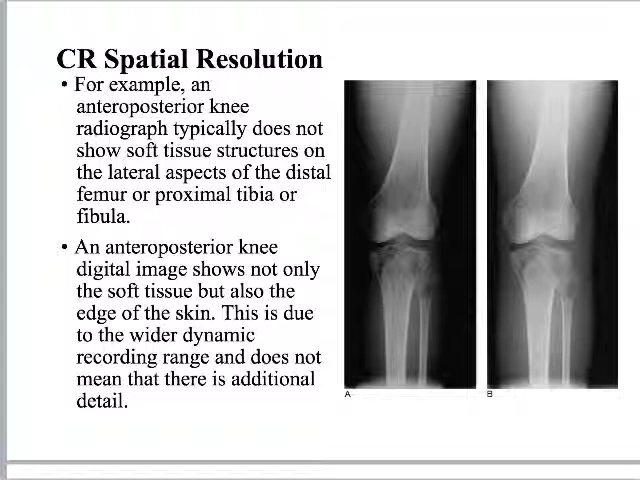 CR Spatial Resolution
• For example, an
anteroposterior knee
radiograph typically does not
show soft tissue structures on
the lateral aspects of the distal
femur or proximal tibia or
fibula.
• An anteroposterior knee
digital image shows not only
the soft tissue but also the
edge of the skin. This is due
to the wider dynamic
recording range and does not
mean that there is additional
detail.
A
B